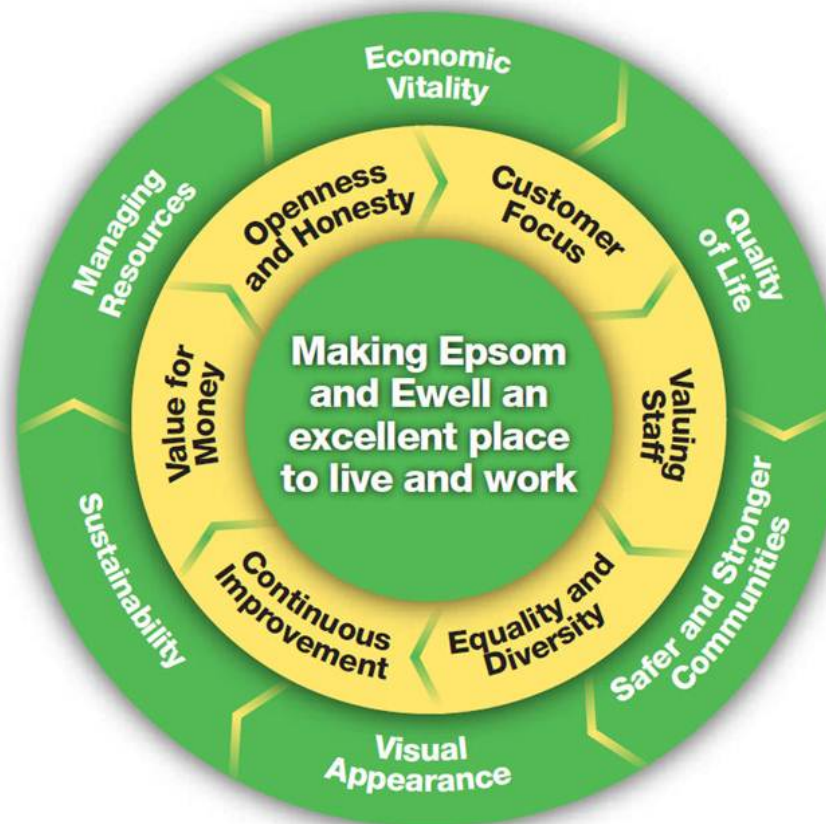 Economic
Vitality
Quality
of Life
Safer and Stronger
Communities
Visual
Appearance
Sustainability
Managing
Resources
Openness
and Honesty
Customer
Focus
Valuing
Staff
Equality and
Diversity
Continuous
Improvement
Value for
Money
Making Epsom
and Ewell an
excellent place
to live and work